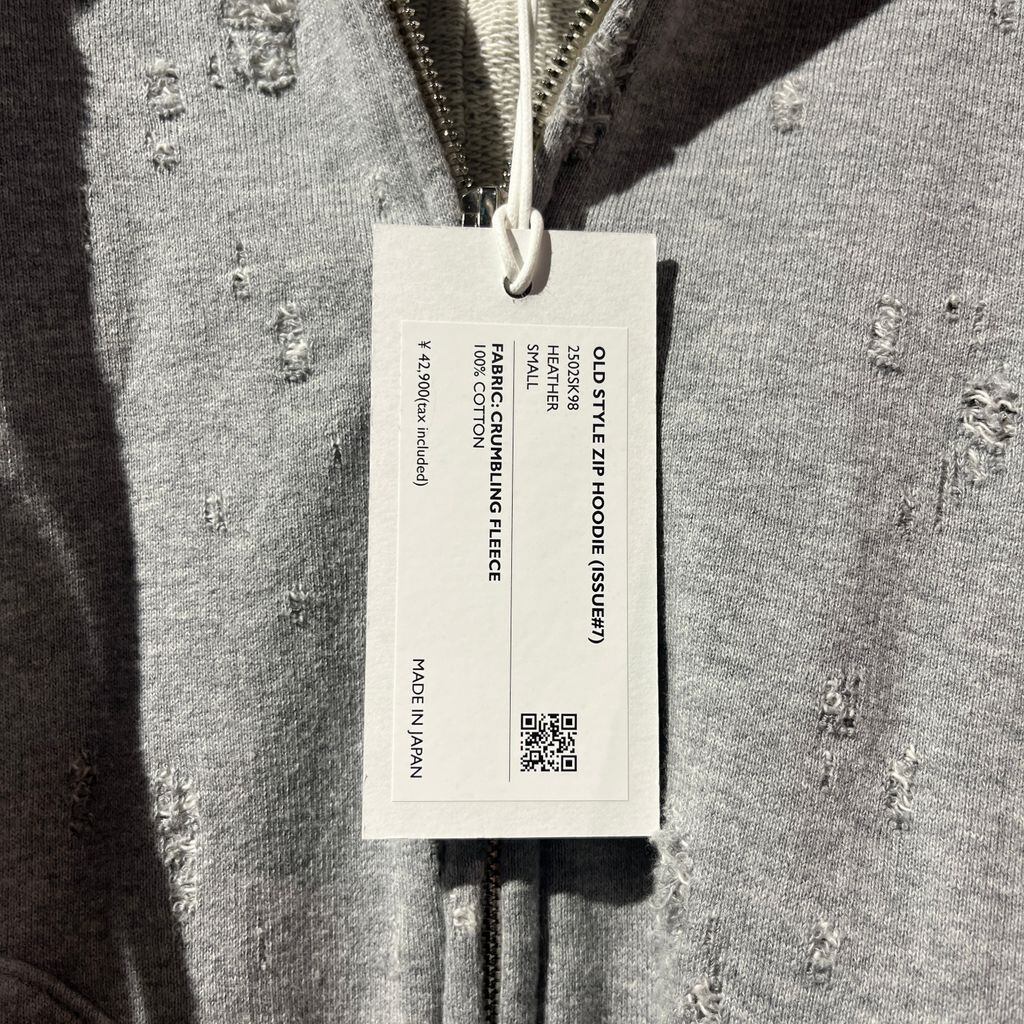 OLD STYLE ZIP HOODIE (ISSUE#7)
2502SK98
HEATHER
SMALL
FABRIC: CRUMBLING FLEECE
100% COTTON
¥ 42,900(tax included)
MADE IN JAPAN